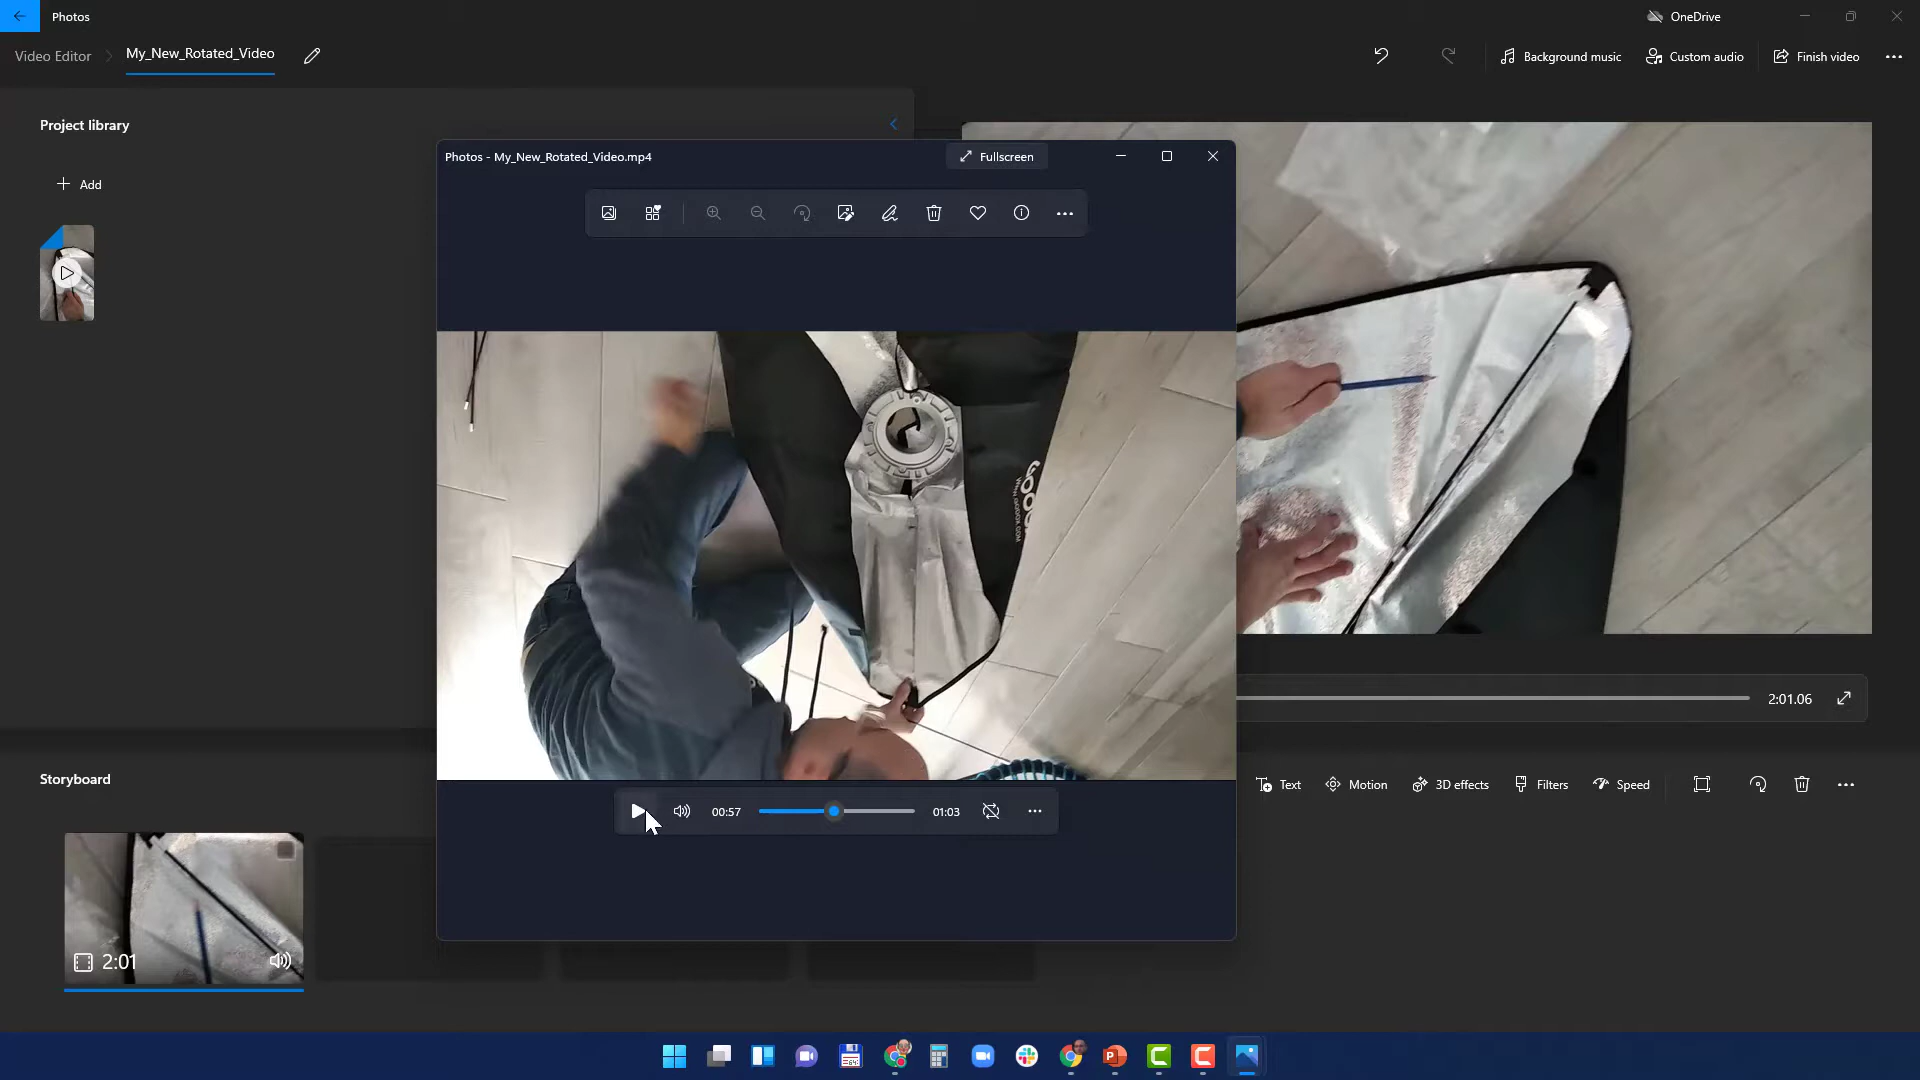 Photos
OneDrive
Video Editor
My_New_Rotated_Video
Background music
Custom audio
Finish video
Project library
Add
Photos - My_New_Rotated_Video.mp4
Fullscreen
00:57
01:03
2:01.06
Storyboard
Text
Motion
3D effects
Filters
Speed
2:01